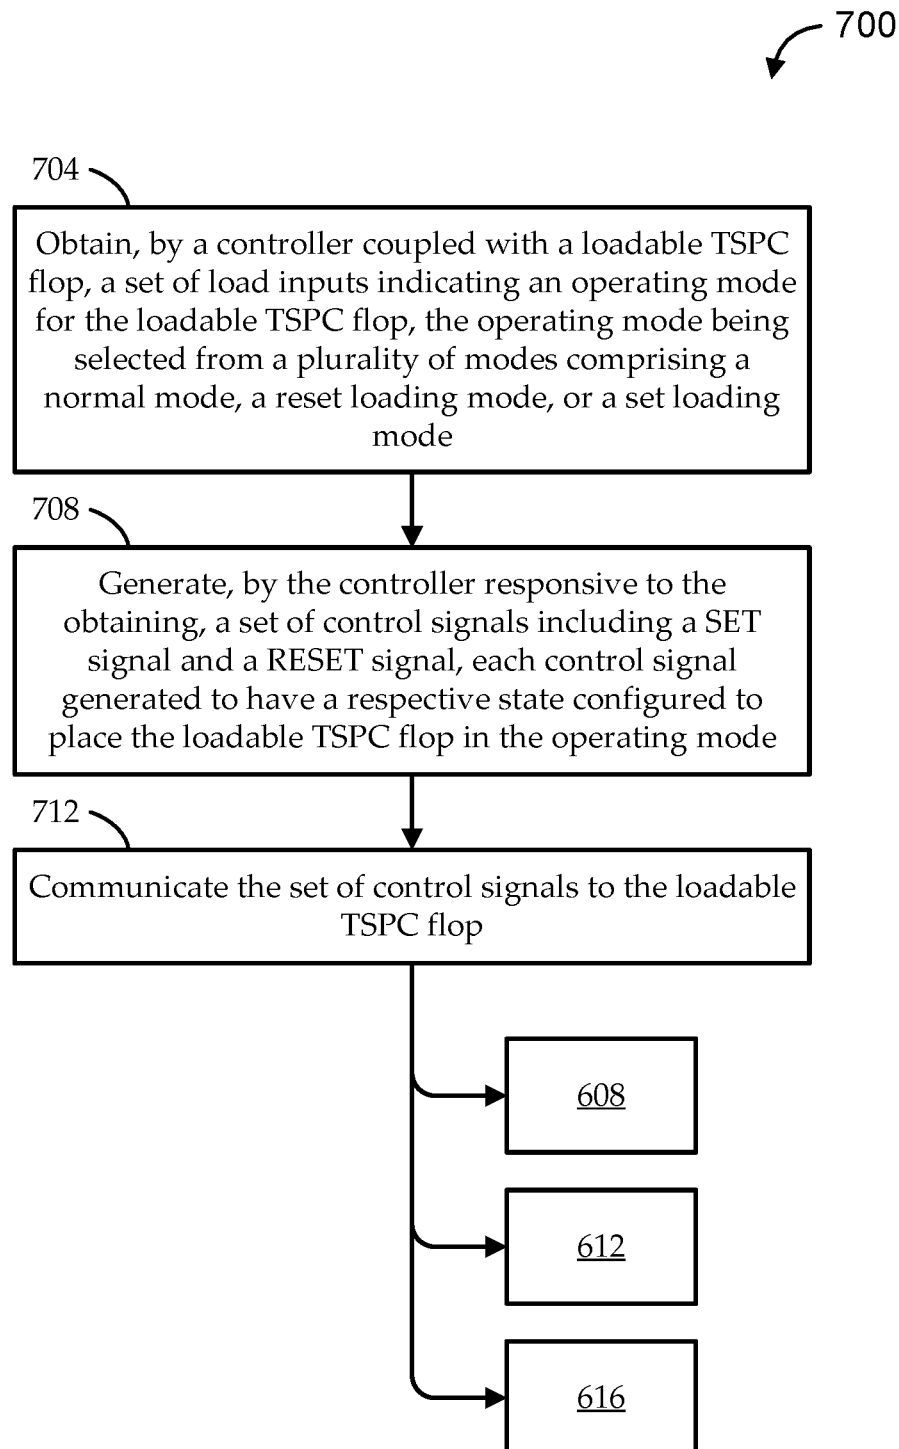 700
704
Obtain, by a controller coupled with a loadable TSPC
flop, a set of load inputs indicating an operating mode
for the loadable TSPC flop, the operating mode being
selected from a plurality of modes comprising a
normal mode, a reset loading mode, or a set loading
mode
708
Generate, by the controller responsive to the
obtaining, a set of control signals including a SET
signal and a RESET signal, each control signal
generated to have a respective state configured to
place the loadable TSPC flop in the operating mode
712
Communicate the set of control signals to the loadable
TSPC flop
608
612
616